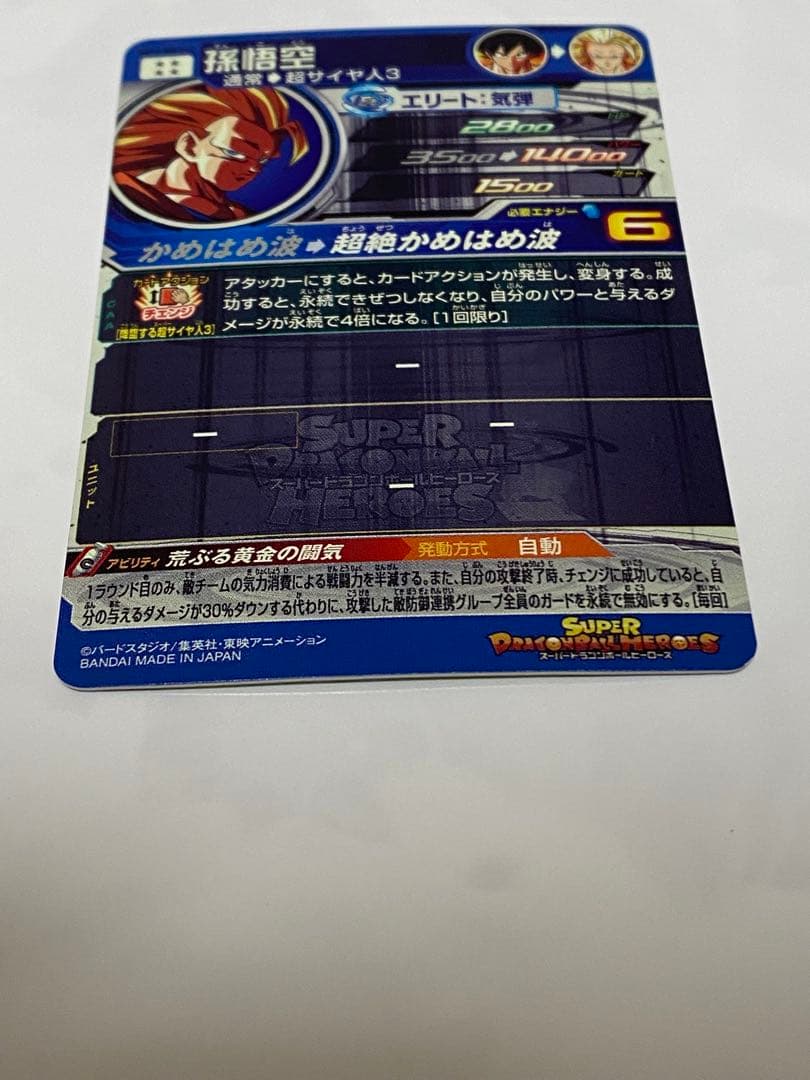 孫悟空
通常➡超サイヤ人3
エリート:気弾
HP
2800
パワー
3500➡14000
ガード
1500
必要エナジー
6
かめはめ波➡超絶かめはめ波
カードアクション
チェンジ
[降臨する超サイヤ人3]
CAA
アタッカーにすると、カードアクションが発生し、変身する。成
功すると、永続できぜつしなくなり、自分のパワーと与えるダ
メージが永続で4倍になる。[1回限り]
ー
ー
ー
ー
ユニット
SUPER
DRAGONBALL
スーパードラゴンボールヒーローズ
HEROES
アビリティ 荒ぶる黄金の闘気 発動方式 自動
1ラウンド目のみ、敵チームの気力消費による戦闘力を半減する。また、自分の攻撃終了時、チェンジに成功していると、自
分の与えるダメージが30%ダウンする代わりに、攻撃した敵防御連携グループ全員のガードを永続で無効にする。[毎回]
©バードスタジオ/集英社・東映アニメーション
BANDAI MADE IN JAPAN
SUPER
DRAGONBALL HEROES
スーパードラゴンボールヒーローズ